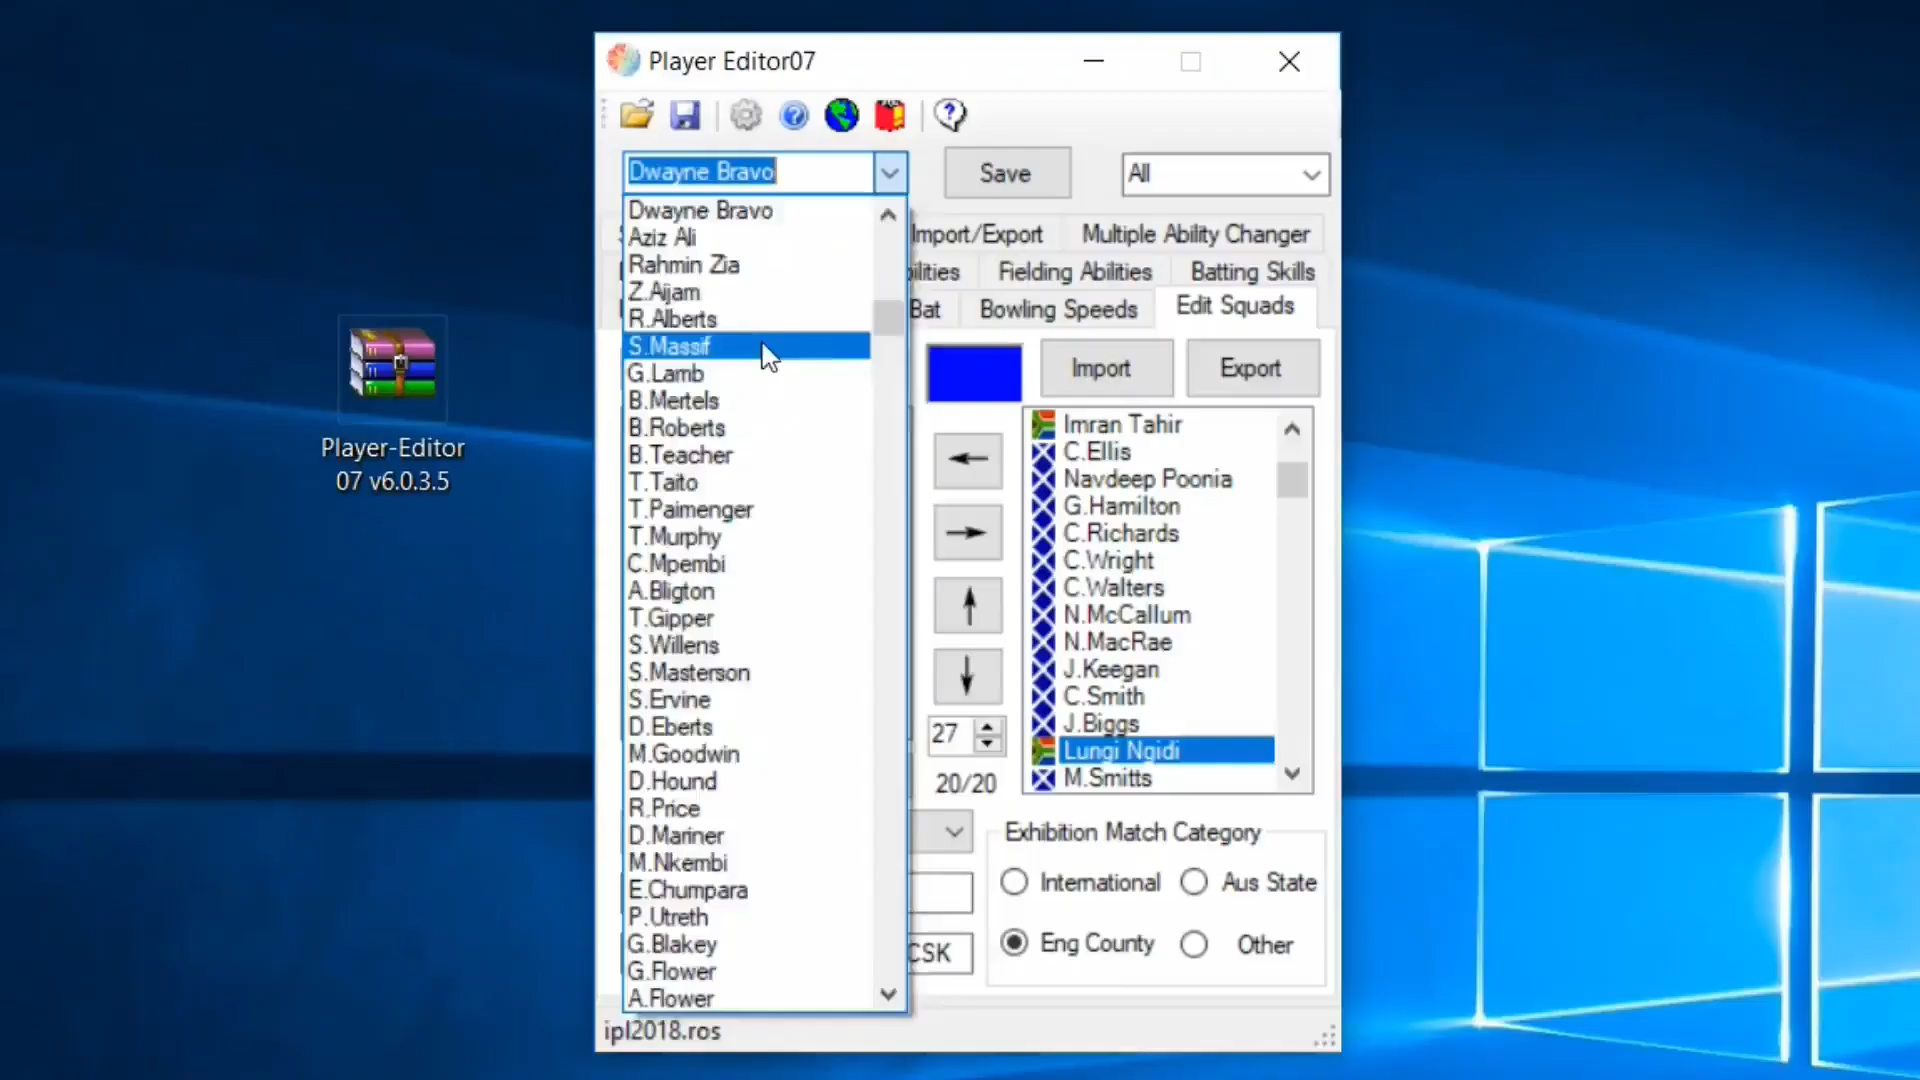 Player Editor07
Dwayne Bravo
Save
All
Import/Export
Multiple Ability Changer
bilities
Fielding Abilities
Batting Skills
Bat
Bowling Speeds
Edit Squads
Dwayne Bravo
Aziz Ali
Rahmin Zia
Z.Aijam
R.Alberts
S.Massif
G.Lamb
B.Mertels
B.Roberts
B.Teacher
T.Taito
T.Paimenger
T.Murphy
C.Mpembi
A.Bligton
T.Gipper
S.Willens
S.Masterson
S.Ervine
D.Eberts
M.Goodwin
D.Hound
R.Price
D.Mariner
M.Nkembi
E.Chumpara
P.Utreth
G.Blakey
G.Flower
A.Flower
Import
Export
Imran Tahir
C.Ellis
Navdeep Poonia
G.Hamilton
C.Richards
C.Wright
C.Walters
N.McCallum
N.MacRae
J.Keegan
C.Smith
J.Biggs
Lungi Ngidi
M.Smitts
27
20/20
Exhibition Match Category
International
Aus State
Eng County
Other
CSK
ipl2018.ros
Player-Editor
07 v6.0.3.5